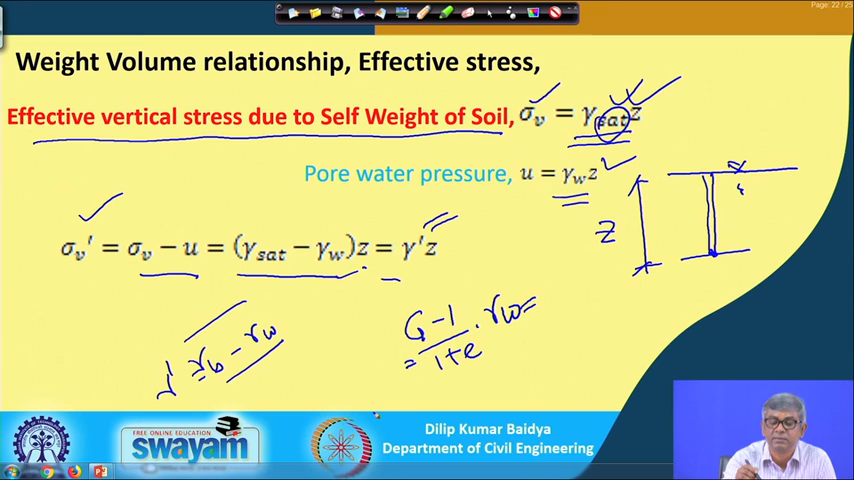 Page: 22 / 25
Weight Volume relationship, Effective stress,
Effective vertical stress due to Self Weight of Soil, σᵥ = γsat z
Pore water pressure, u = γw z
σᵥ' = σᵥ − u = (γsat − γw)z = γ'z
Z
G−1
= ――― · γw =
1+e
γb − γw
FREE ONLINE EDUCATION
swayam
Dilip Kumar Baidya
Department of Civil Engineering